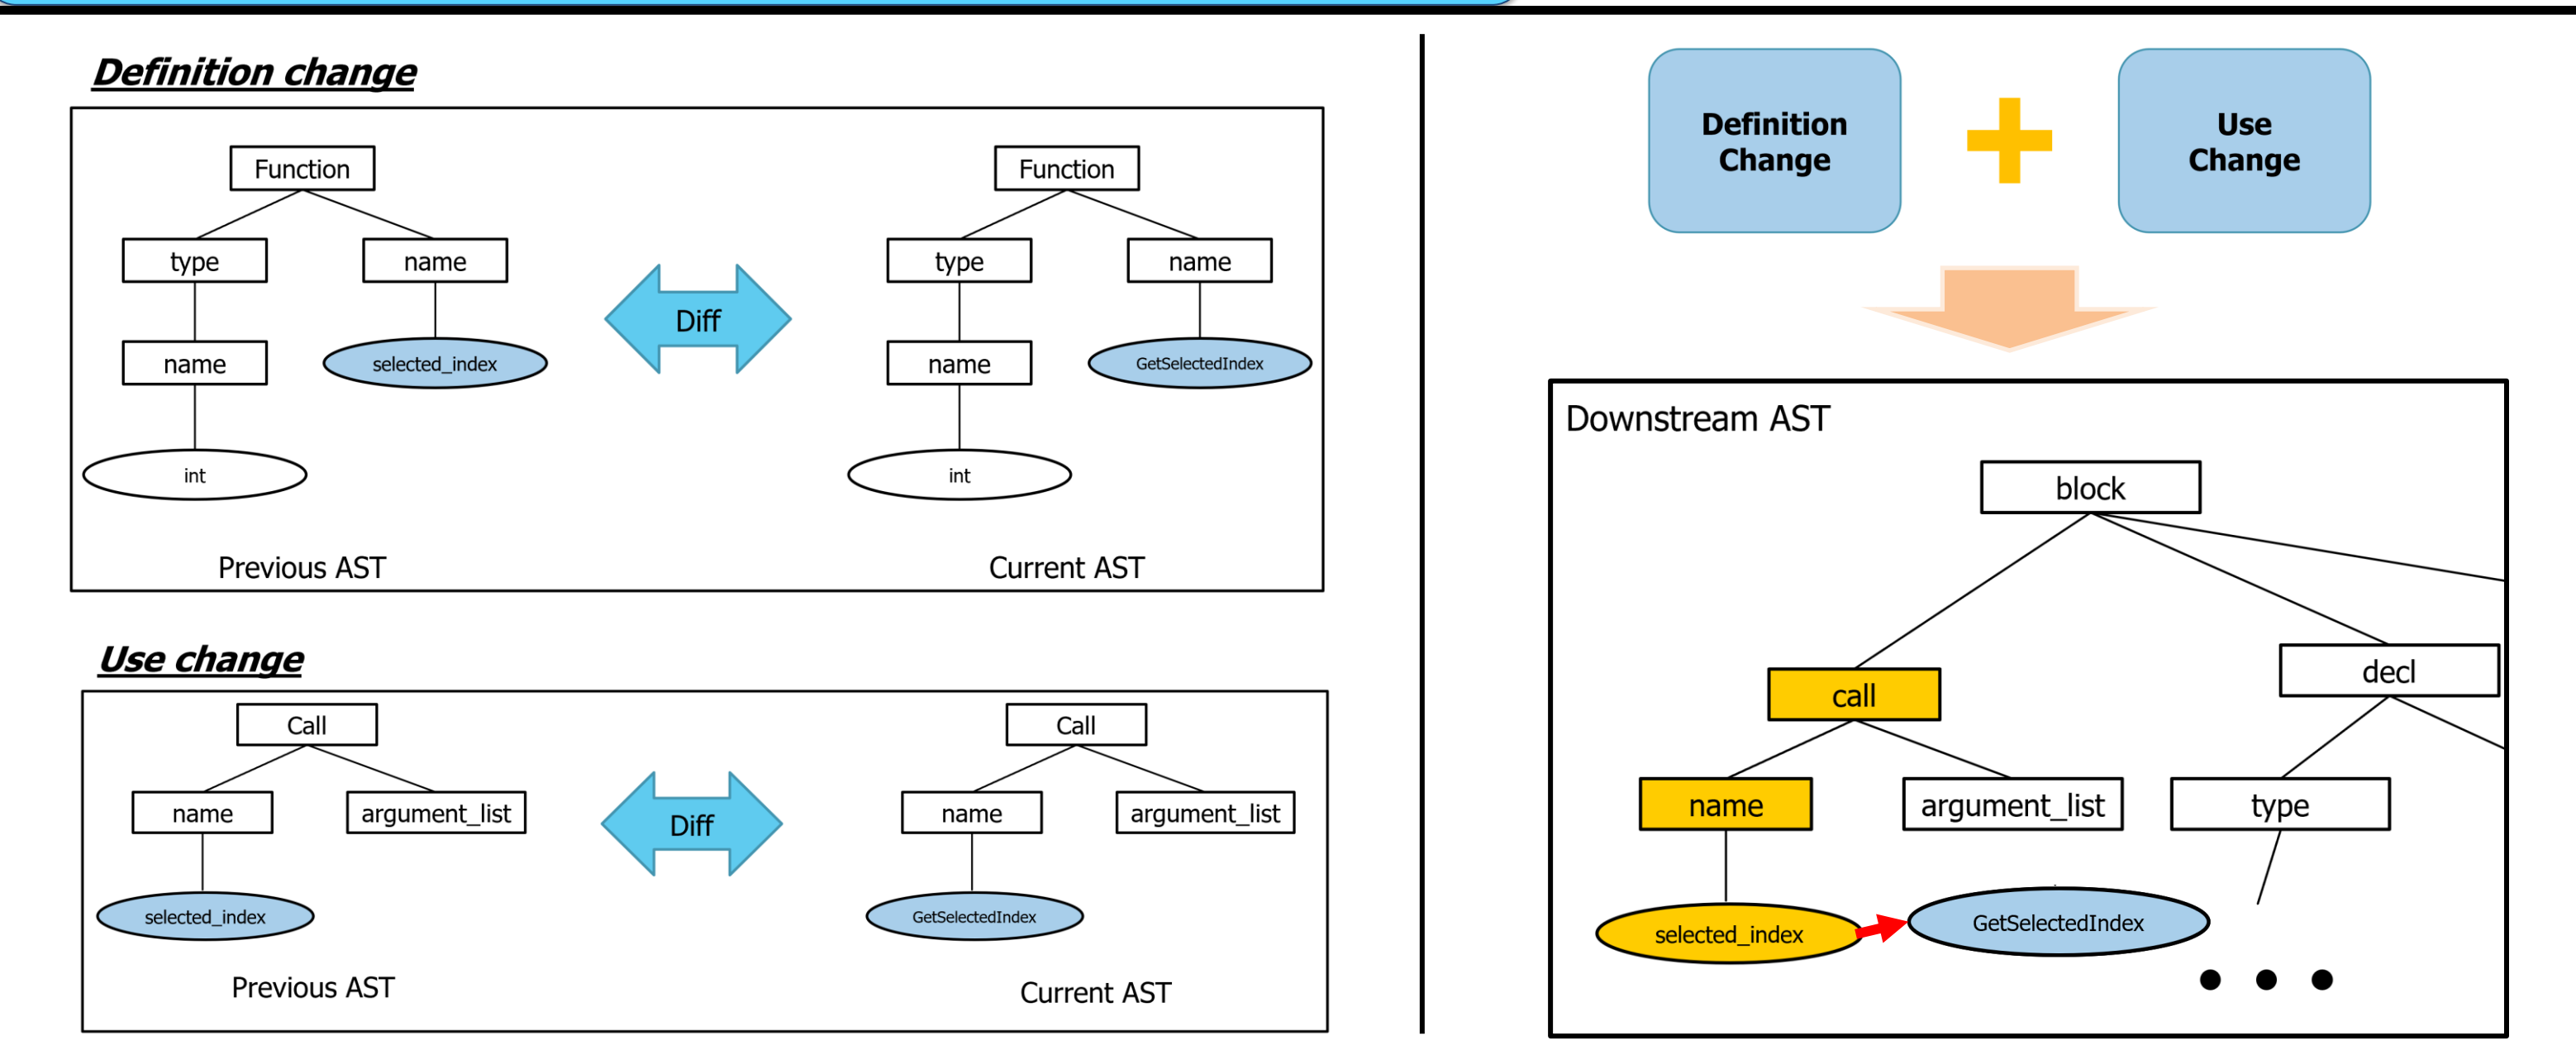 Definition change
Function
type
name
name
selected_index
int
Previous AST
Diff
Function
type
name
name
GetSelectedIndex
int
Current AST
Use change
Call
name
argument_list
selected_index
Previous AST
Diff
Call
name
argument_list
GetSelectedIndex
Current AST
Definition
Change
Use
Change
Downstream AST
block
call
decl
name
argument_list
type
selected_index
GetSelectedIndex